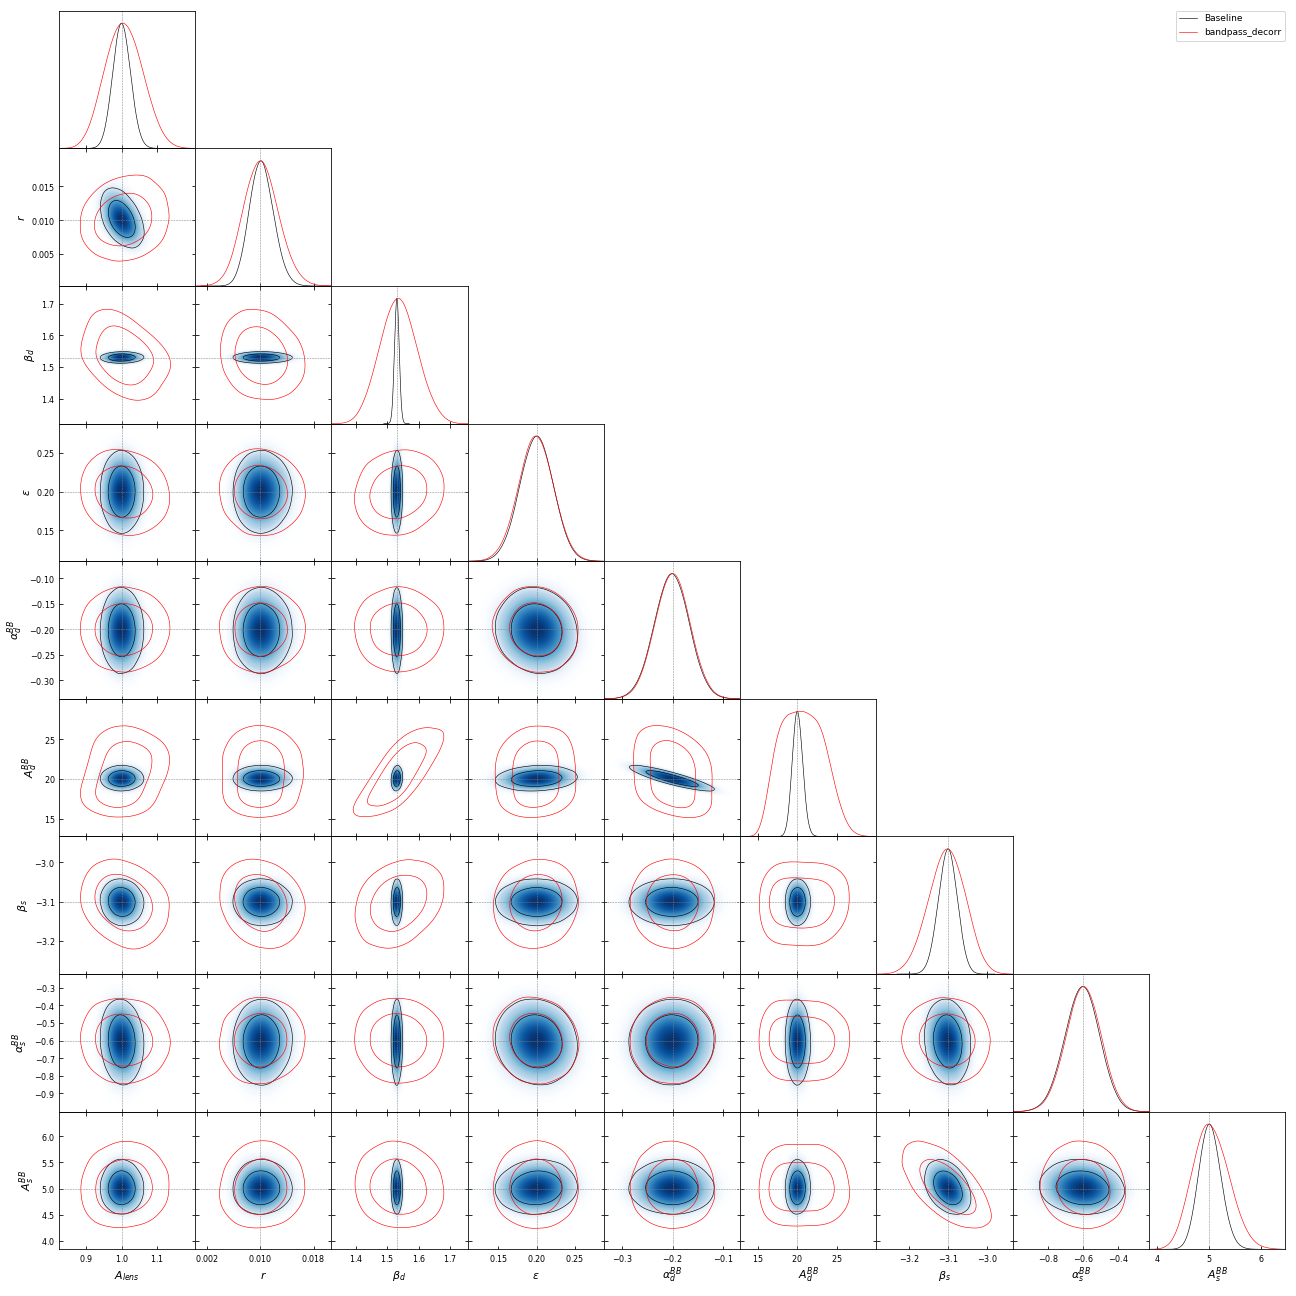 Baseline
bandpass_decorr
r
0.015
0.010
0.005
β_d
1.7
1.6
1.5
1.4
ε
0.25
0.20
0.15
α_d^{BB}
−0.10
−0.15
−0.20
−0.25
−0.30
A_d^{BB}
25
20
15
β_s
−3.0
−3.1
−3.2
α_s^{BB}
−0.3
−0.4
−0.5
−0.6
−0.7
−0.8
−0.9
A_s^{BB}
6.0
5.5
5.0
4.5
4.0
0.9 1.0 1.1 0.002 0.010 0.018 1.4 1.5 1.6 1.7 0.15 0.20 0.25 −0.3 −0.2 −0.1 15 20 25 −3.2 −3.1 −3.0 −0.8 −0.6 −0.4 4 5 6
A_{lens} r β_d ε α_d^{BB} A_d^{BB} β_s α_s^{BB} A_s^{BB}